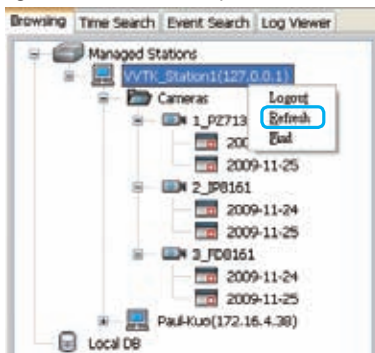 Browsing Time Search Event Search Log Viewer
Managed Stations
VVTK_Station1(127.0.0.1)
Cameras
Logout
1_PZ713
Refresh
200
Find
2009-11-25
2_IP8161
2009-11-24
2009-11-25
3_FD8161
2009-11-24
2009-11-25
Paul-Kuo(172.16.4.38)
Local DB